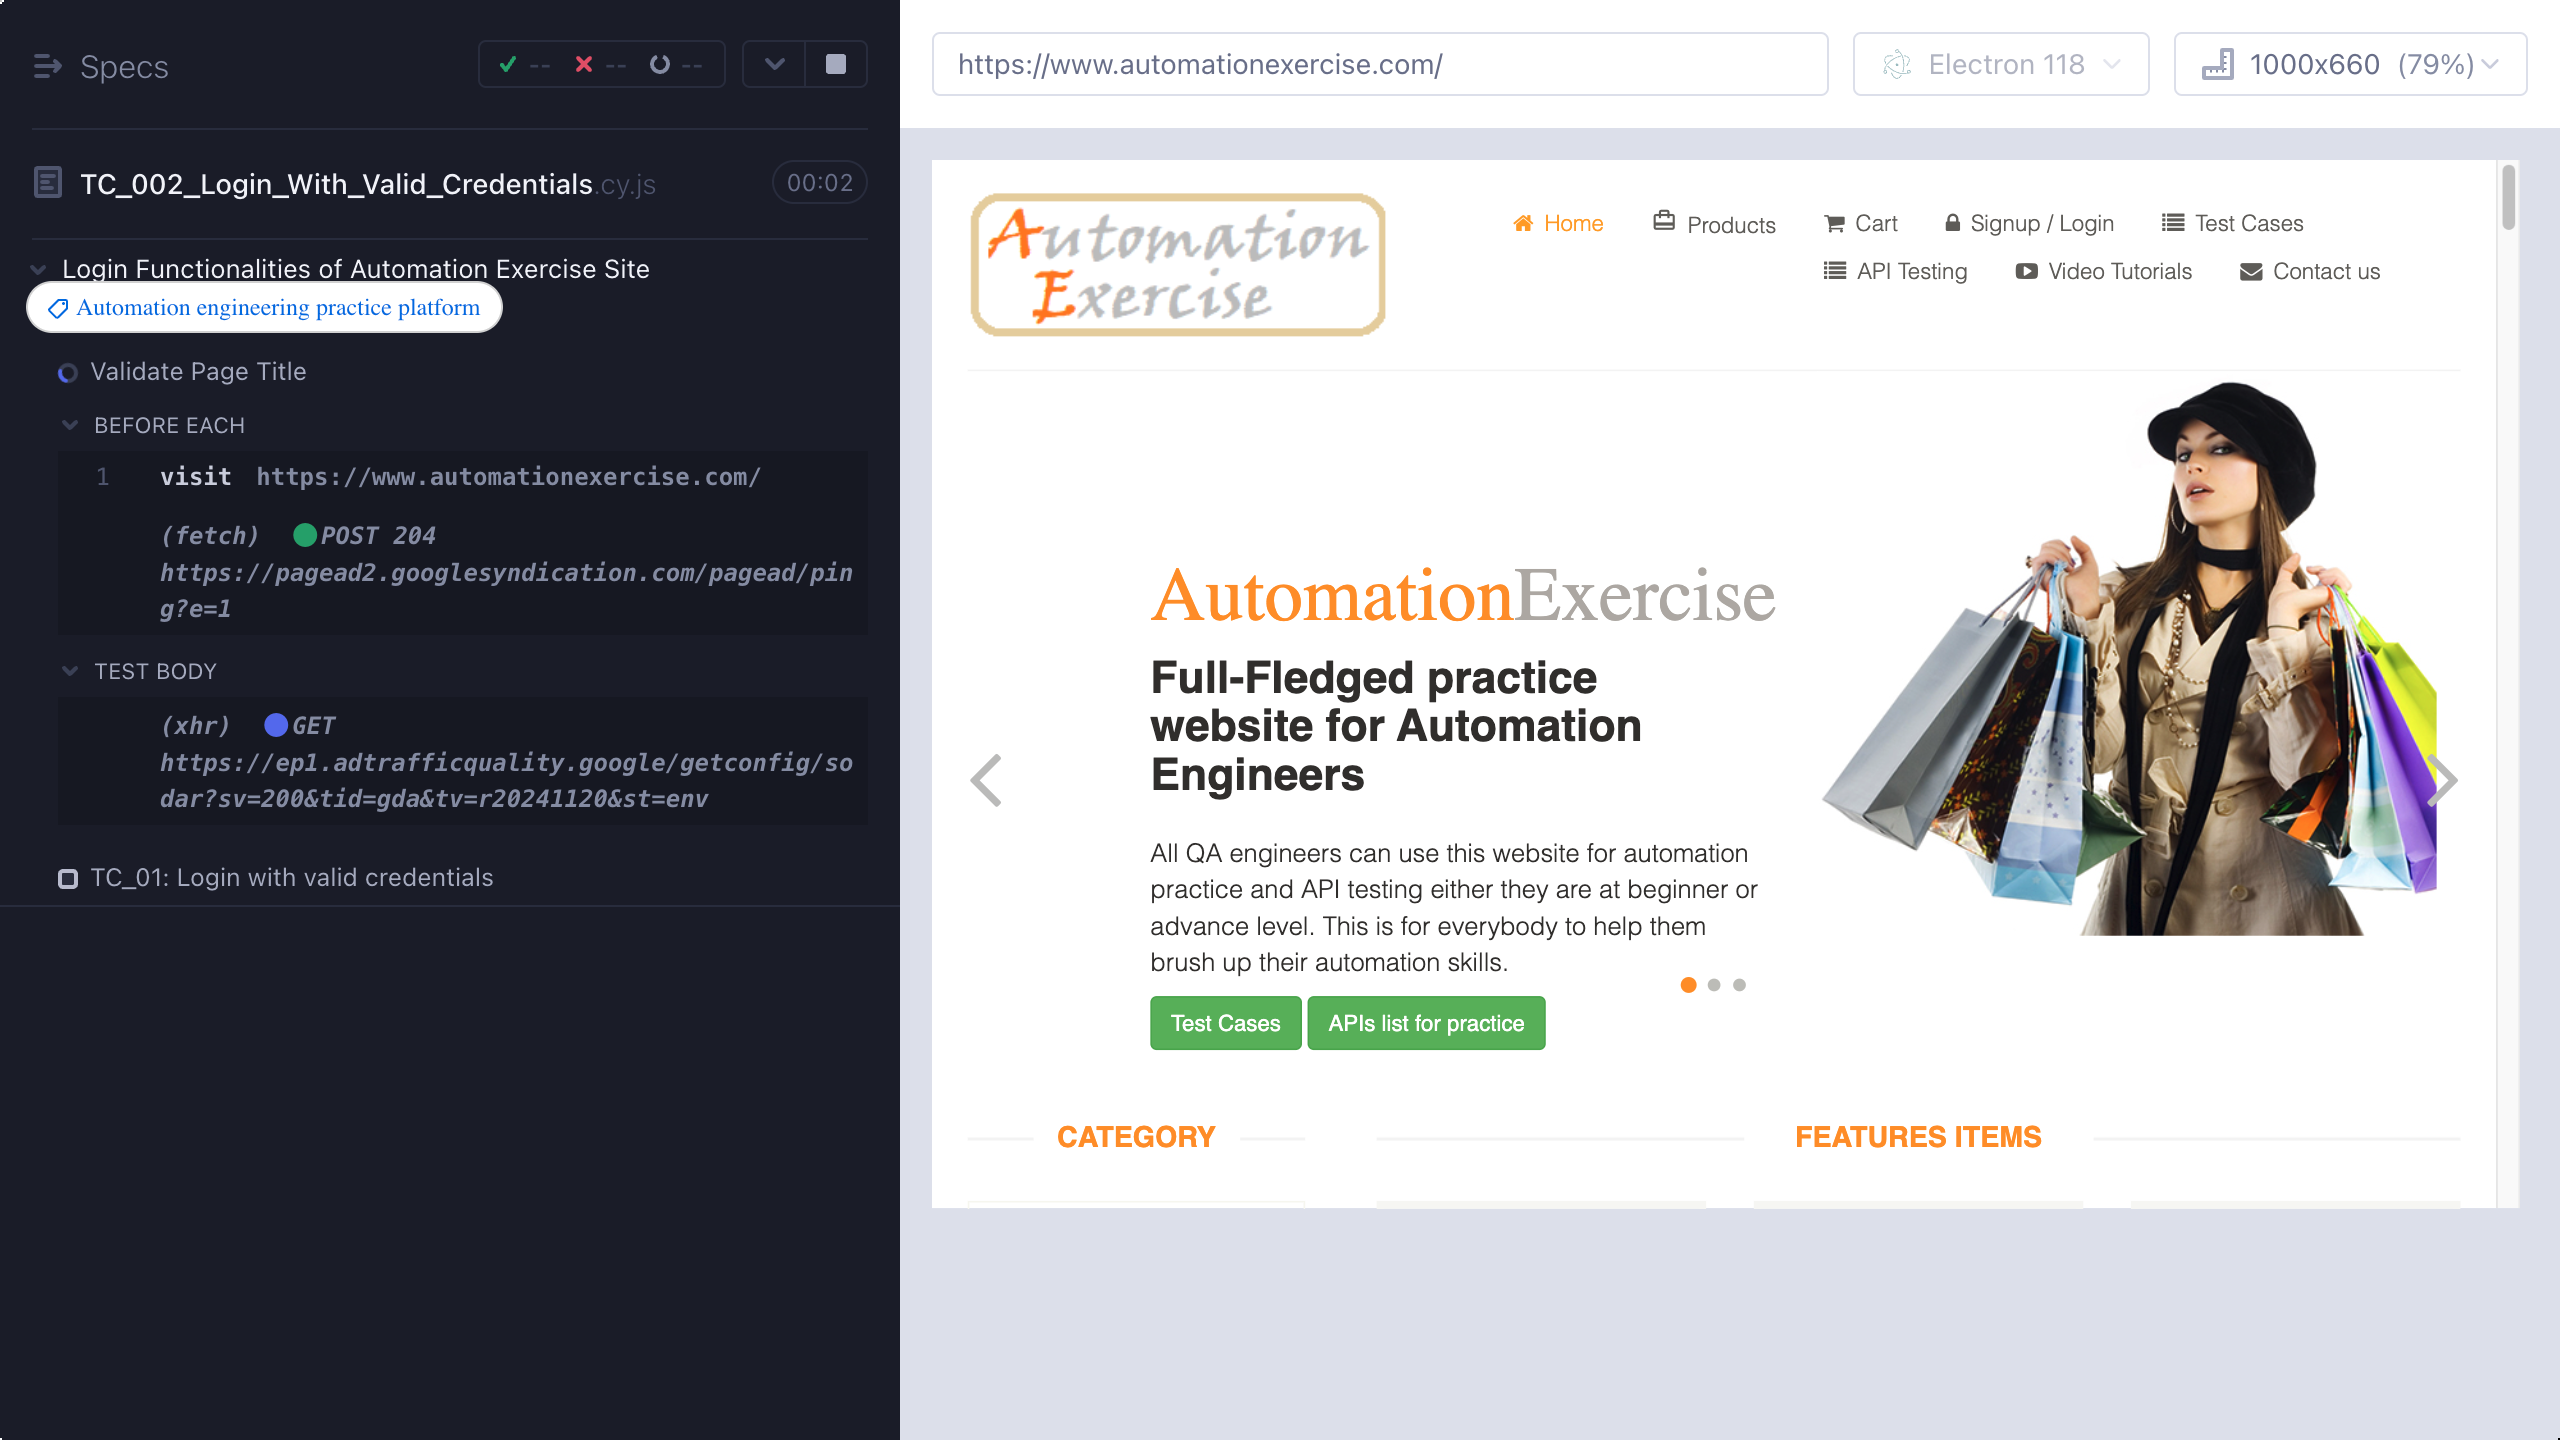 Specs
-- -- --
TC_002_Login_With_Valid_Credentials.cy.js 00:02
Login Functionalities of Automation Exercise Site
Automation engineering practice platform
Validate Page Title
BEFORE EACH
1 visit https://www.automationexercise.com/
(fetch) POST 204
https://pagead2.googlesyndication.com/pagead/pin
g?e=1
TEST BODY
(xhr) GET
https://ep1.adtrafficquality.google/getconfig/so
dar?sv=200&tid=gda&tv=r20241120&st=env
TC_01: Login with valid credentials
https://www.automationexercise.com/
Electron 118
1000x660 (79%)
Automation
Exercise
Home Products Cart Signup / Login Test Cases
API Testing Video Tutorials Contact us
AutomationExercise
Full-Fledged practice
website for Automation
Engineers
All QA engineers can use this website for automation
practice and API testing either they are at beginner or
advance level. This is for everybody to help them
brush up their automation skills.
Test Cases APIs list for practice
CATEGORY FEATURES ITEMS